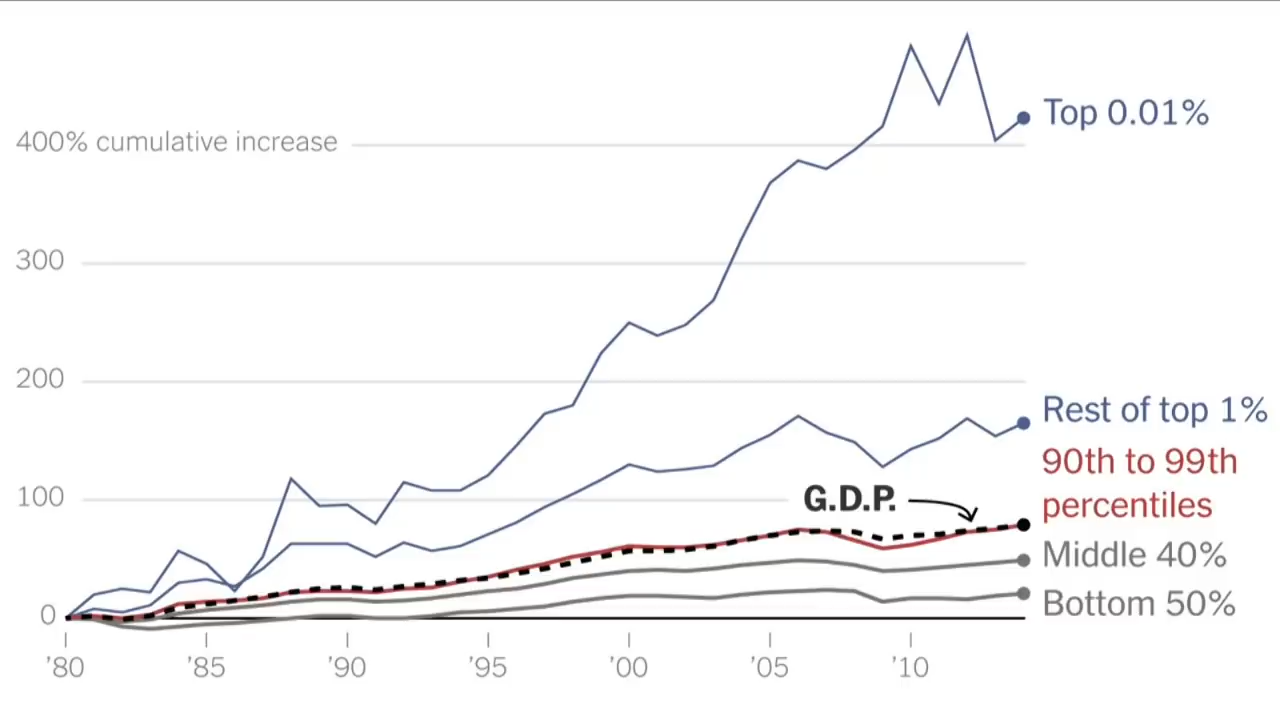 Top 0.01%
400% cumulative increase
300
200
Rest of top 1%
90th to 99th
percentiles
100
G.D.P.
Middle 40%
Bottom 50%
0
’80 ’85 ’90 ’95 ’00 ’05 ’10